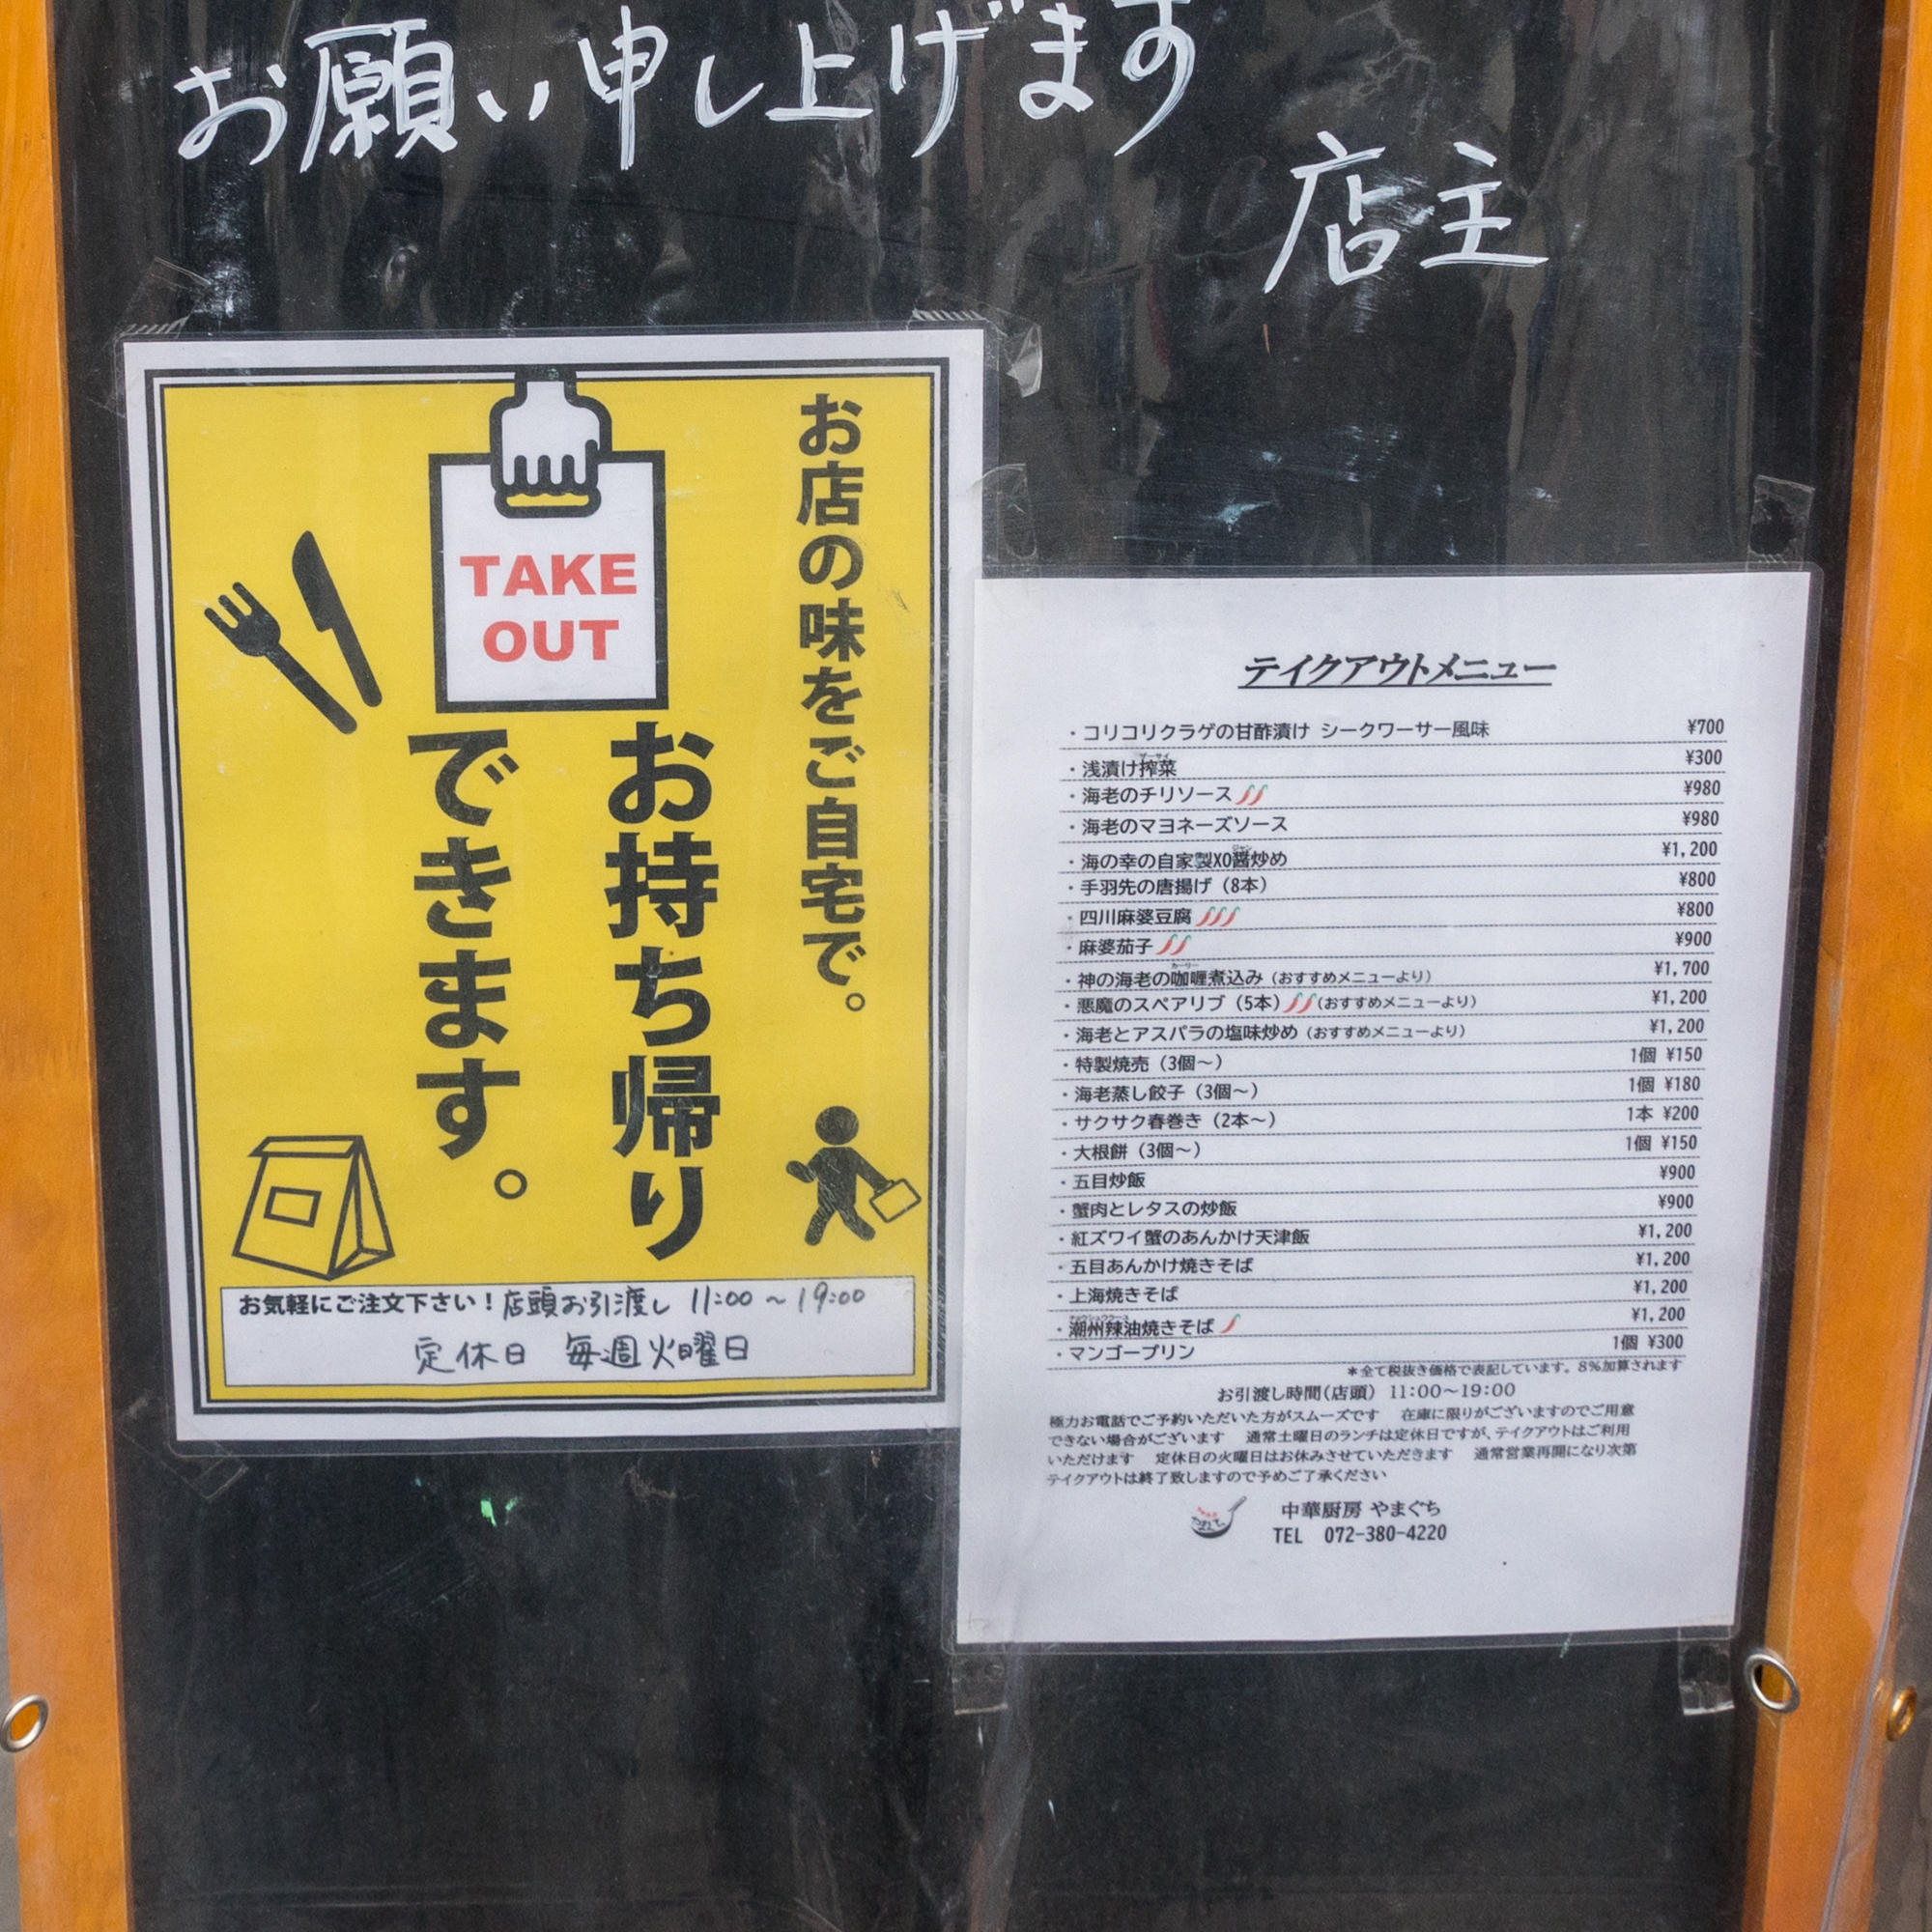 お願い申し上げます
店主
お店の味をご自宅で。
TAKE
OUT
お持ち帰り
できます。
お気軽にご注文下さい!店頭お引渡し 11:00~19:00
定休日 毎週火曜日
テイクアウトメニュー
・コリコリクラゲの甘酢漬け シークワーサー風味 ¥700
・浅漬け搾菜 ¥300
・海老のチリソース ¥980
・海老のマヨネーズソース ¥980
・海の幸の自家製XO醤炒め ¥1,200
・手羽先の唐揚げ(8本) ¥800
・四川麻婆豆腐 ¥800
・麻婆茄子 ¥900
・神の海老の咖喱煮込み(おすすめメニューより) ¥1,700
・悪魔のスペアリブ(5本)(おすすめメニューより) ¥1,200
・海老とアスパラの塩味炒め(おすすめメニューより) ¥1,200
・特製焼売(3個~) 1個 ¥150
・海老蒸し餃子(3個~) 1個 ¥180
・サクサク春巻き(2本~) 1本 ¥200
・大根餅(3個~) 1個 ¥150
・五目炒飯 ¥900
・蟹肉とレタスの炒飯 ¥900
・紅ズワイ蟹のあんかけ天津飯 ¥1,200
・五目あんかけ焼きそば ¥1,200
・上海焼きそば ¥1,200
・潮州辣油焼きそば ¥1,200
・マンゴープリン 1個 ¥300
*全て税抜き価格で表記しています。8%加算されます
お引渡し時間(店頭) 11:00~19:00
極力お電話でご予約いただいた方がスムーズです 在庫に限りがございますのでご用意
できない場合がございます 通常土曜日のランチは定休日ですが、テイクアウトはご利用
いただけます 定休日の火曜日はお休みさせていただきます 通常営業再開になり次第
テイクアウトは終了致しますので予めご了承ください
中華厨房 やまぐち
TEL 072-380-4220